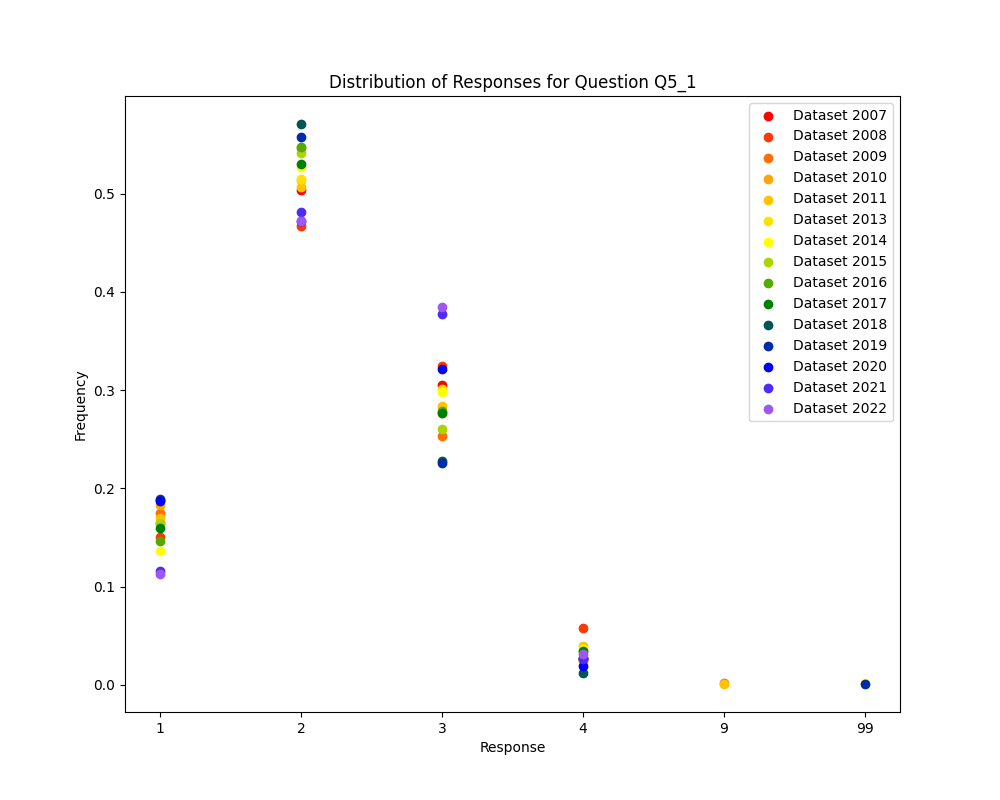 Distribution of Responses for Question Q5_1
Frequency
0.5
0.4
0.3
0.2
0.1
0.0
Dataset 2007
Dataset 2008
Dataset 2009
Dataset 2010
Dataset 2011
Dataset 2013
Dataset 2014
Dataset 2015
Dataset 2016
Dataset 2017
Dataset 2018
Dataset 2019
Dataset 2020
Dataset 2021
Dataset 2022
1 2 3 4 9 99
Response